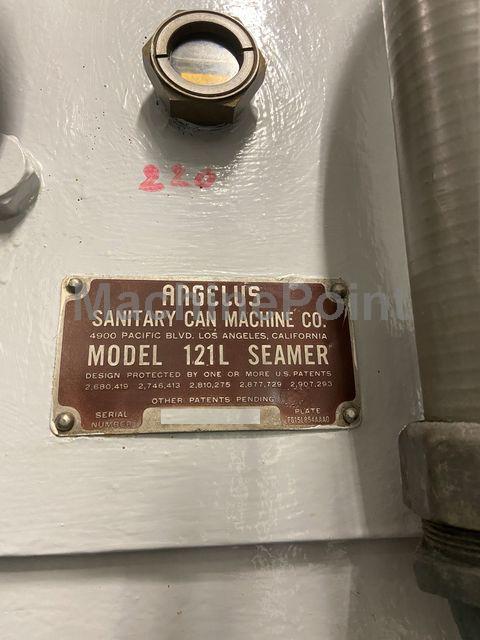 220
MachinePoint
ANGELUS
SANITARY CAN MACHINE CO.
4900 PACIFIC BLVD. LOS ANGELES, CALIFORNIA
MODEL 121L SEAMER
DESIGN PROTECTED BY ONE OR MORE U.S. PATENTS
2,680,419 2,746,413 2,810,275 2,877,729 2,907,293
OTHER PATENTS PENDING
SERIAL NUMBER
PLATE